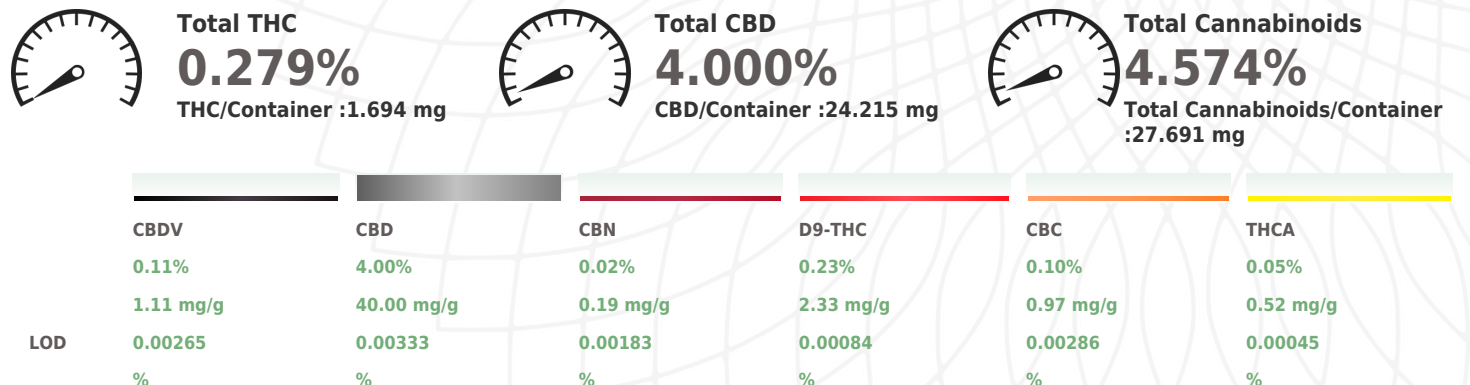 Total THC
0.279%
THC/Container :1.694 mg
Total CBD
4.000%
CBD/Container :24.215 mg
Total Cannabinoids
4.574%
Total Cannabinoids/Container
:27.691 mg
CBDV CBD CBN D9-THC CBC THCA
0.11% 4.00% 0.02% 0.23% 0.10% 0.05%
1.11 mg/g 40.00 mg/g 0.19 mg/g 2.33 mg/g 0.97 mg/g 0.52 mg/g
LOD 0.00265 0.00333 0.00183 0.00084 0.00286 0.00045
% % % % % %